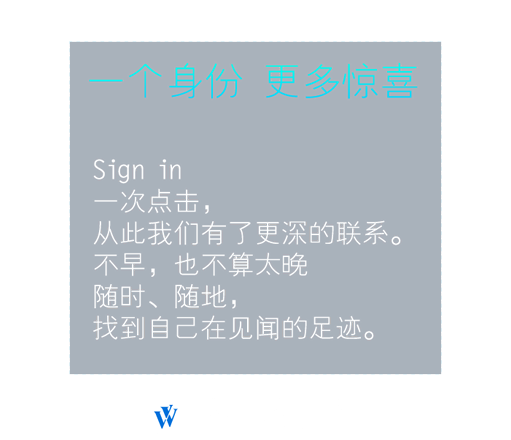 一个身份 更多惊喜
Sign in
一次点击，
从此我们有了更深的联系。
不早，也不算太晚
随时、随地，
找到自己在见闻的足迹。
W